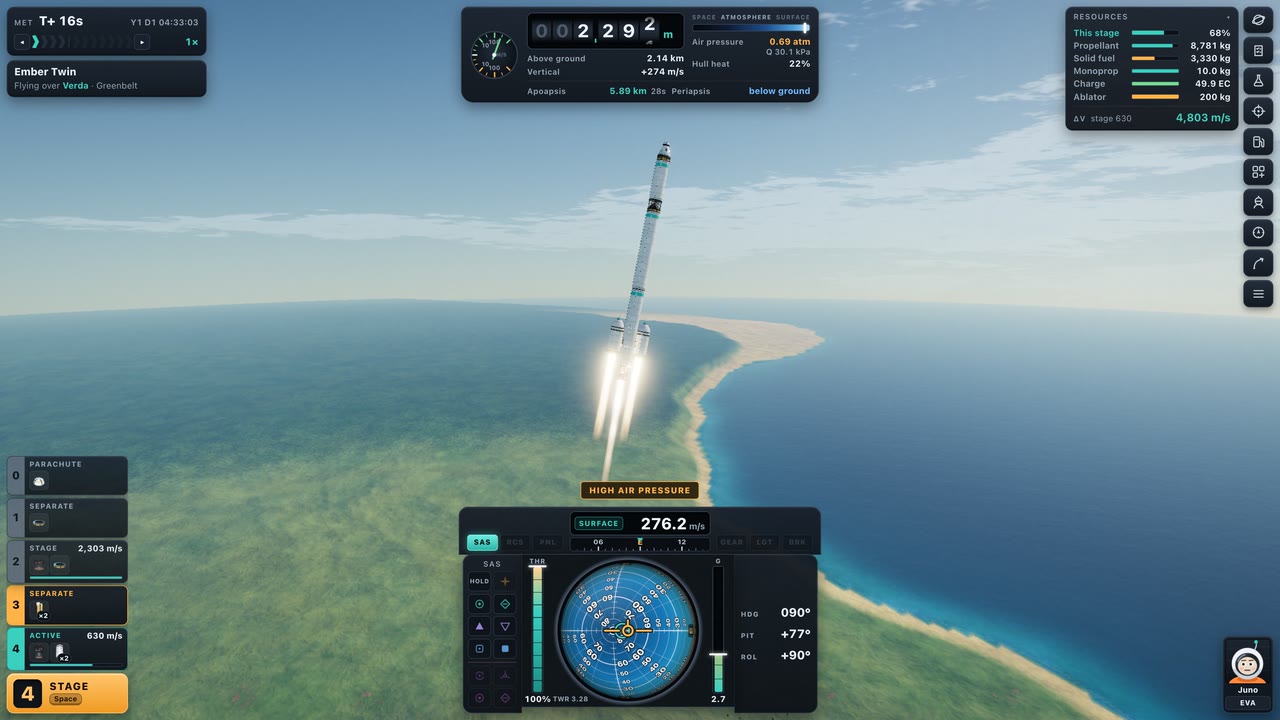 MET T+ 16s Y1 D1 04:33:03
1×
Ember Twin
Flying over Verda · Greenbelt
002,292 m
Above ground 2.14 km
Vertical +274 m/s
Apoapsis 5.89 km 28s Periapsis below ground
SPACE ATMOSPHERE SURFACE
Air pressure 0.69 atm
Q 30.1 kPa
Hull heat 22%
RESOURCES
This stage 68%
Propellant 8,781 kg
Solid fuel 3,330 kg
Monoprop 10.0 kg
Charge 49.9 EC
Ablator 200 kg
ΔV stage 630 4,803 m/s
HIGH AIR PRESSURE
0 PARACHUTE
1 SEPARATE
2 STAGE 2,303 m/s
3 SEPARATE
×2
4 ACTIVE 630 m/s
×2
4 STAGE
Space
SURFACE 276.2 m/s
SAS RCS PNL 06 E 12 GEAR LGT BRK
SAS THR G
HOLD
HDG 090°
PIT +77°
ROL +90°
100% TWR 3.28 2.7
Juno
EVA